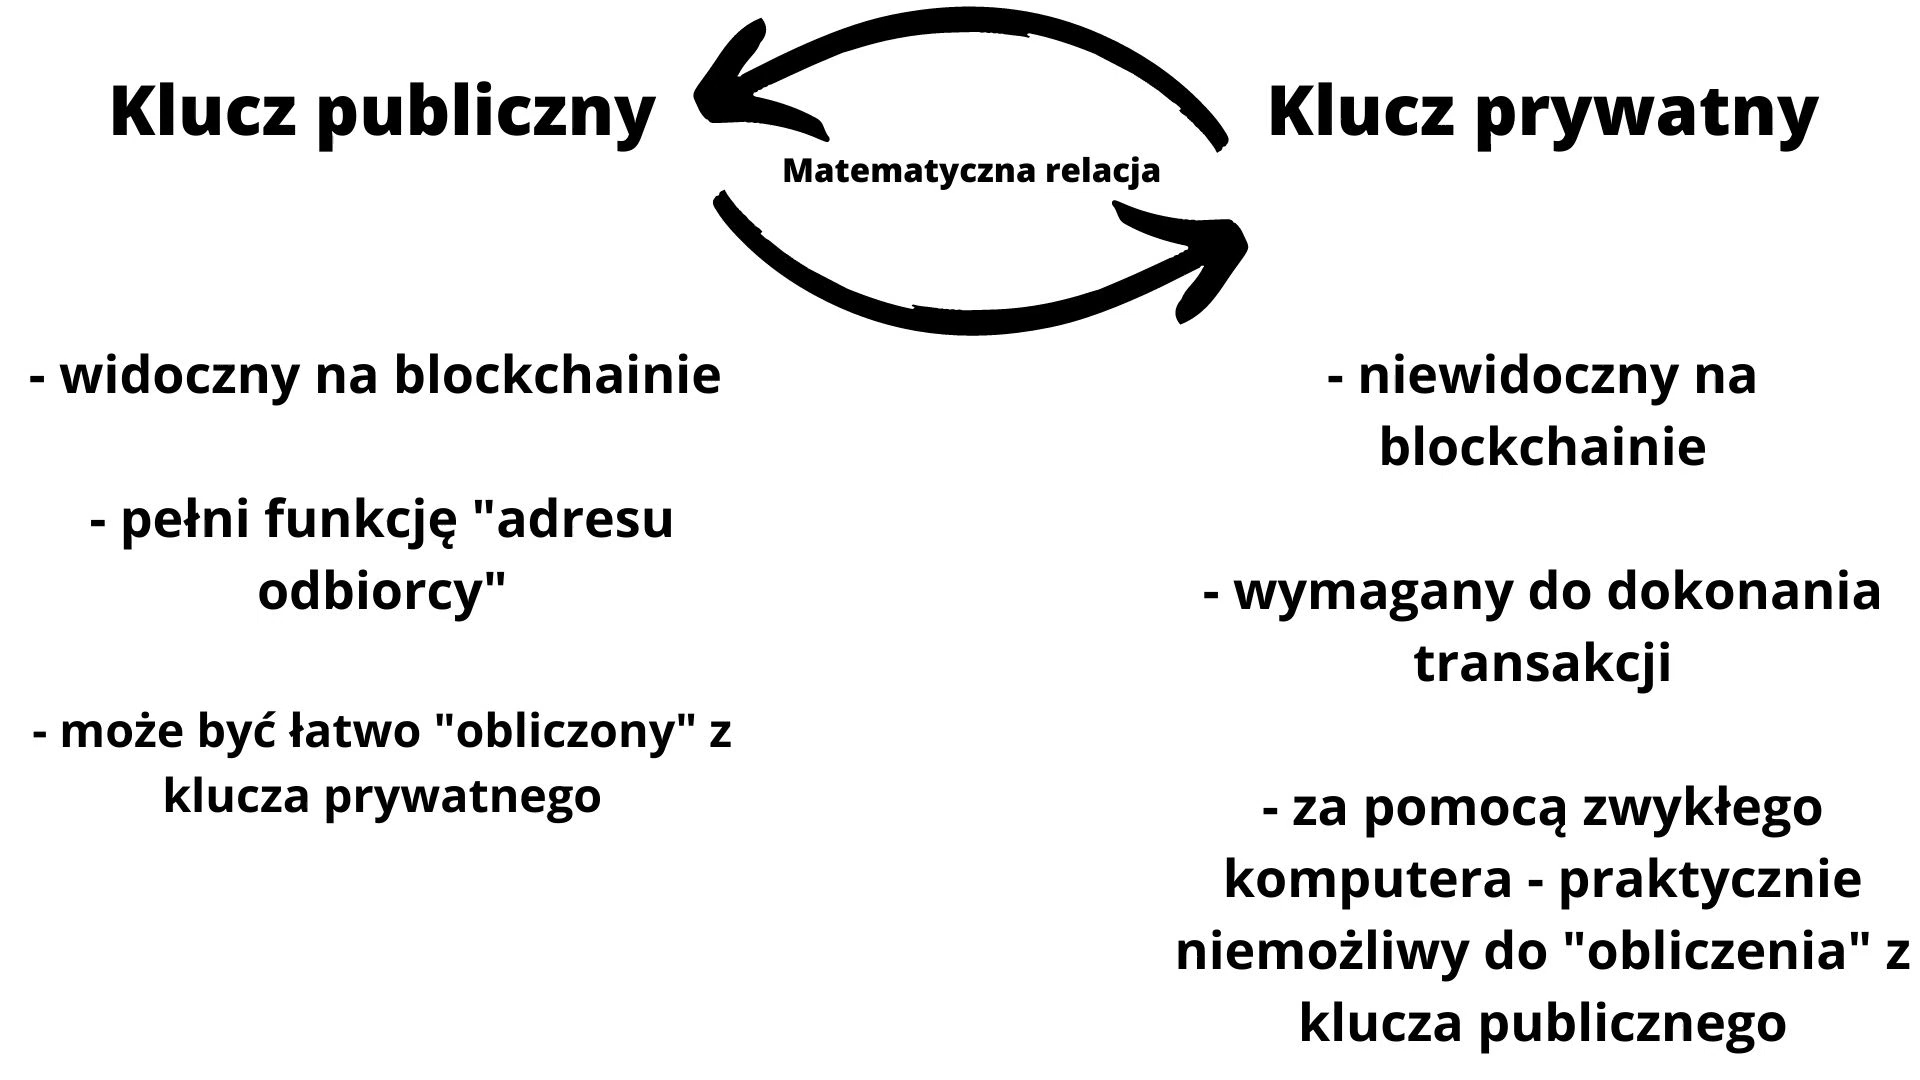 Klucz publiczny
Matematyczna relacja
Klucz prywatny
- widoczny na blockchainie
- pełni funkcję "adresu
odbiorcy"
- może być łatwo "obliczony" z
klucza prywatnego
- niewidoczny na
blockchainie
- wymagany do dokonania
transakcji
- za pomocą zwykłego
komputera - praktycznie
niemożliwy do "obliczenia" z
klucza publicznego